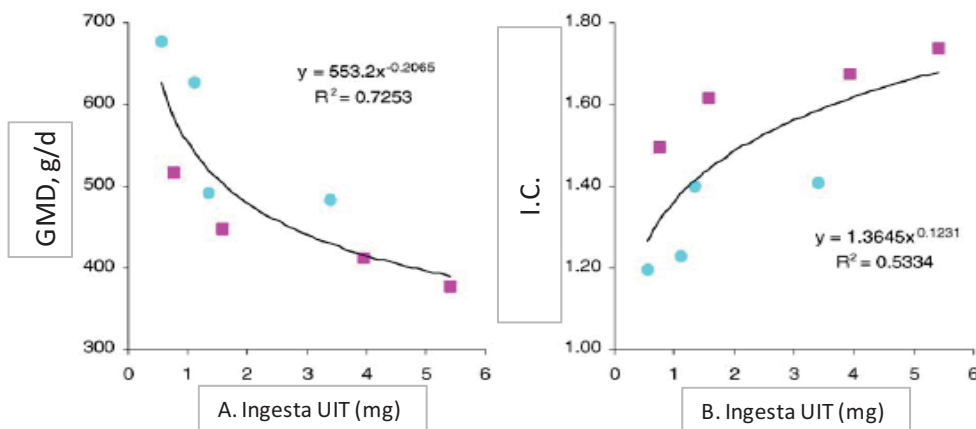 700
600
500
400
300
GMD, g/d
y = 553.2x^-0.2065
R² = 0.7253
0 1 2 3 4 5 6
A. Ingesta UIT (mg)
1.80
1.60
1.40
1.20
1.00
I.C.
y = 1.3645x^0.1231
R² = 0.5334
0 1 2 3 4 5 6
B. Ingesta UIT (mg)